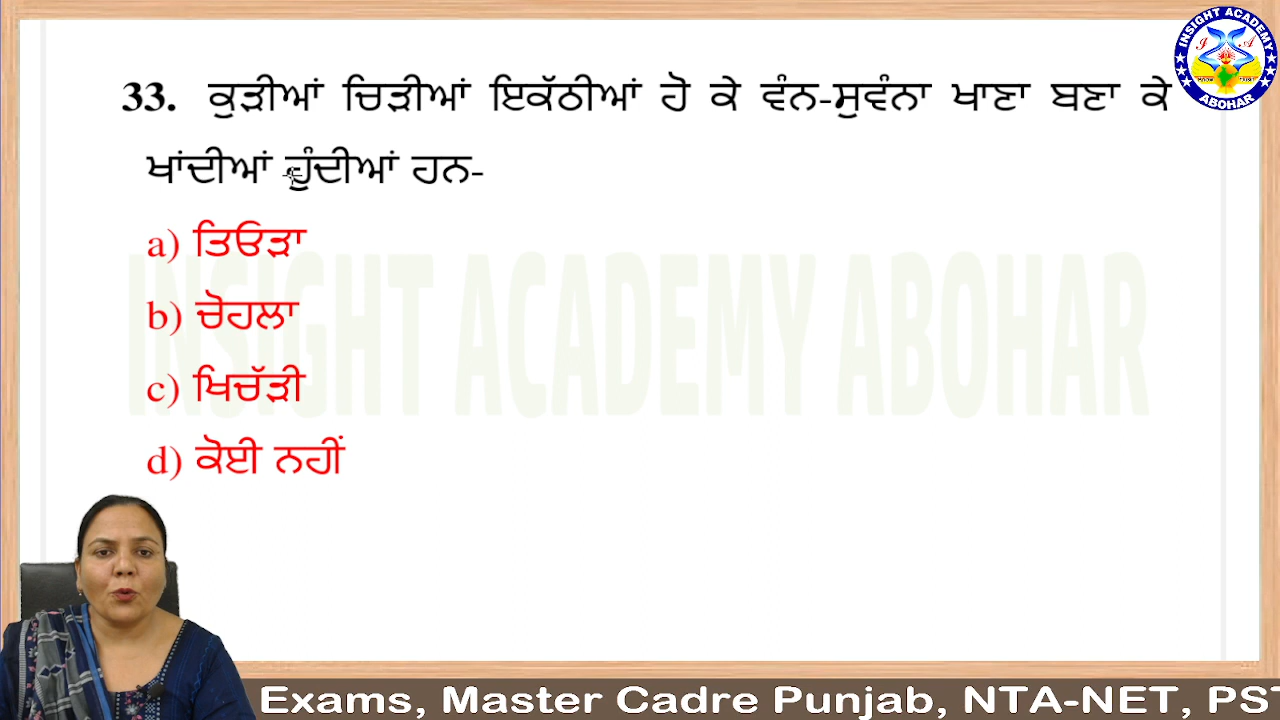 INSIGHT ACADEMY
ABOHAR
33. ਕੁੜੀਆਂ ਚਿੜੀਆਂ ਇਕੱਠੀਆਂ ਹੋ ਕੇ ਵੰਨ-ਸੁਵੰਨਾ ਖਾਣਾ ਬਣਾ ਕੇ
ਖਾਂਦੀਆਂ ਹੁੰਦੀਆਂ ਹਨ-
a) ਤਿਓੜਾ
b) ਚੋਹਲਾ
c) ਖਿਚੱੜੀ
d) ਕੋਈ ਨਹੀਂ
INSIGHT ACADEMY ABOHAR
Exams, Master Cadre Punjab, NTA-NET, PST